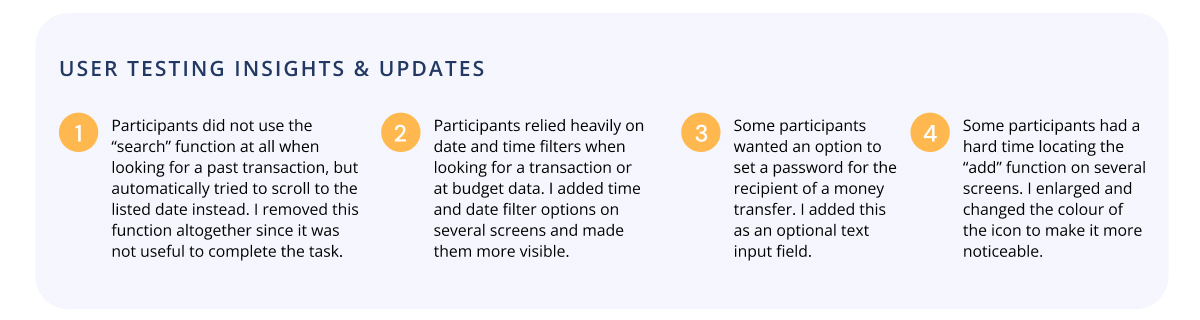 USER TESTING INSIGHTS & UPDATES
1
Participants did not use the
“search” function at all when
looking for a past transaction, but
automatically tried to scroll to the
listed date instead. I removed this
function altogether since it was
not useful to complete the task.
2
Participants relied heavily on
date and time filters when
looking for a transaction or
at budget data. I added time
and date filter options on
several screens and made
them more visible.
3
Some participants
wanted an option to
set a password for the
recipient of a money
transfer. I added this
as an optional text
input field.
4
Some participants had a
hard time locating the
“add” function on several
screens. I enlarged and
changed the colour of
the icon to make it more
noticeable.